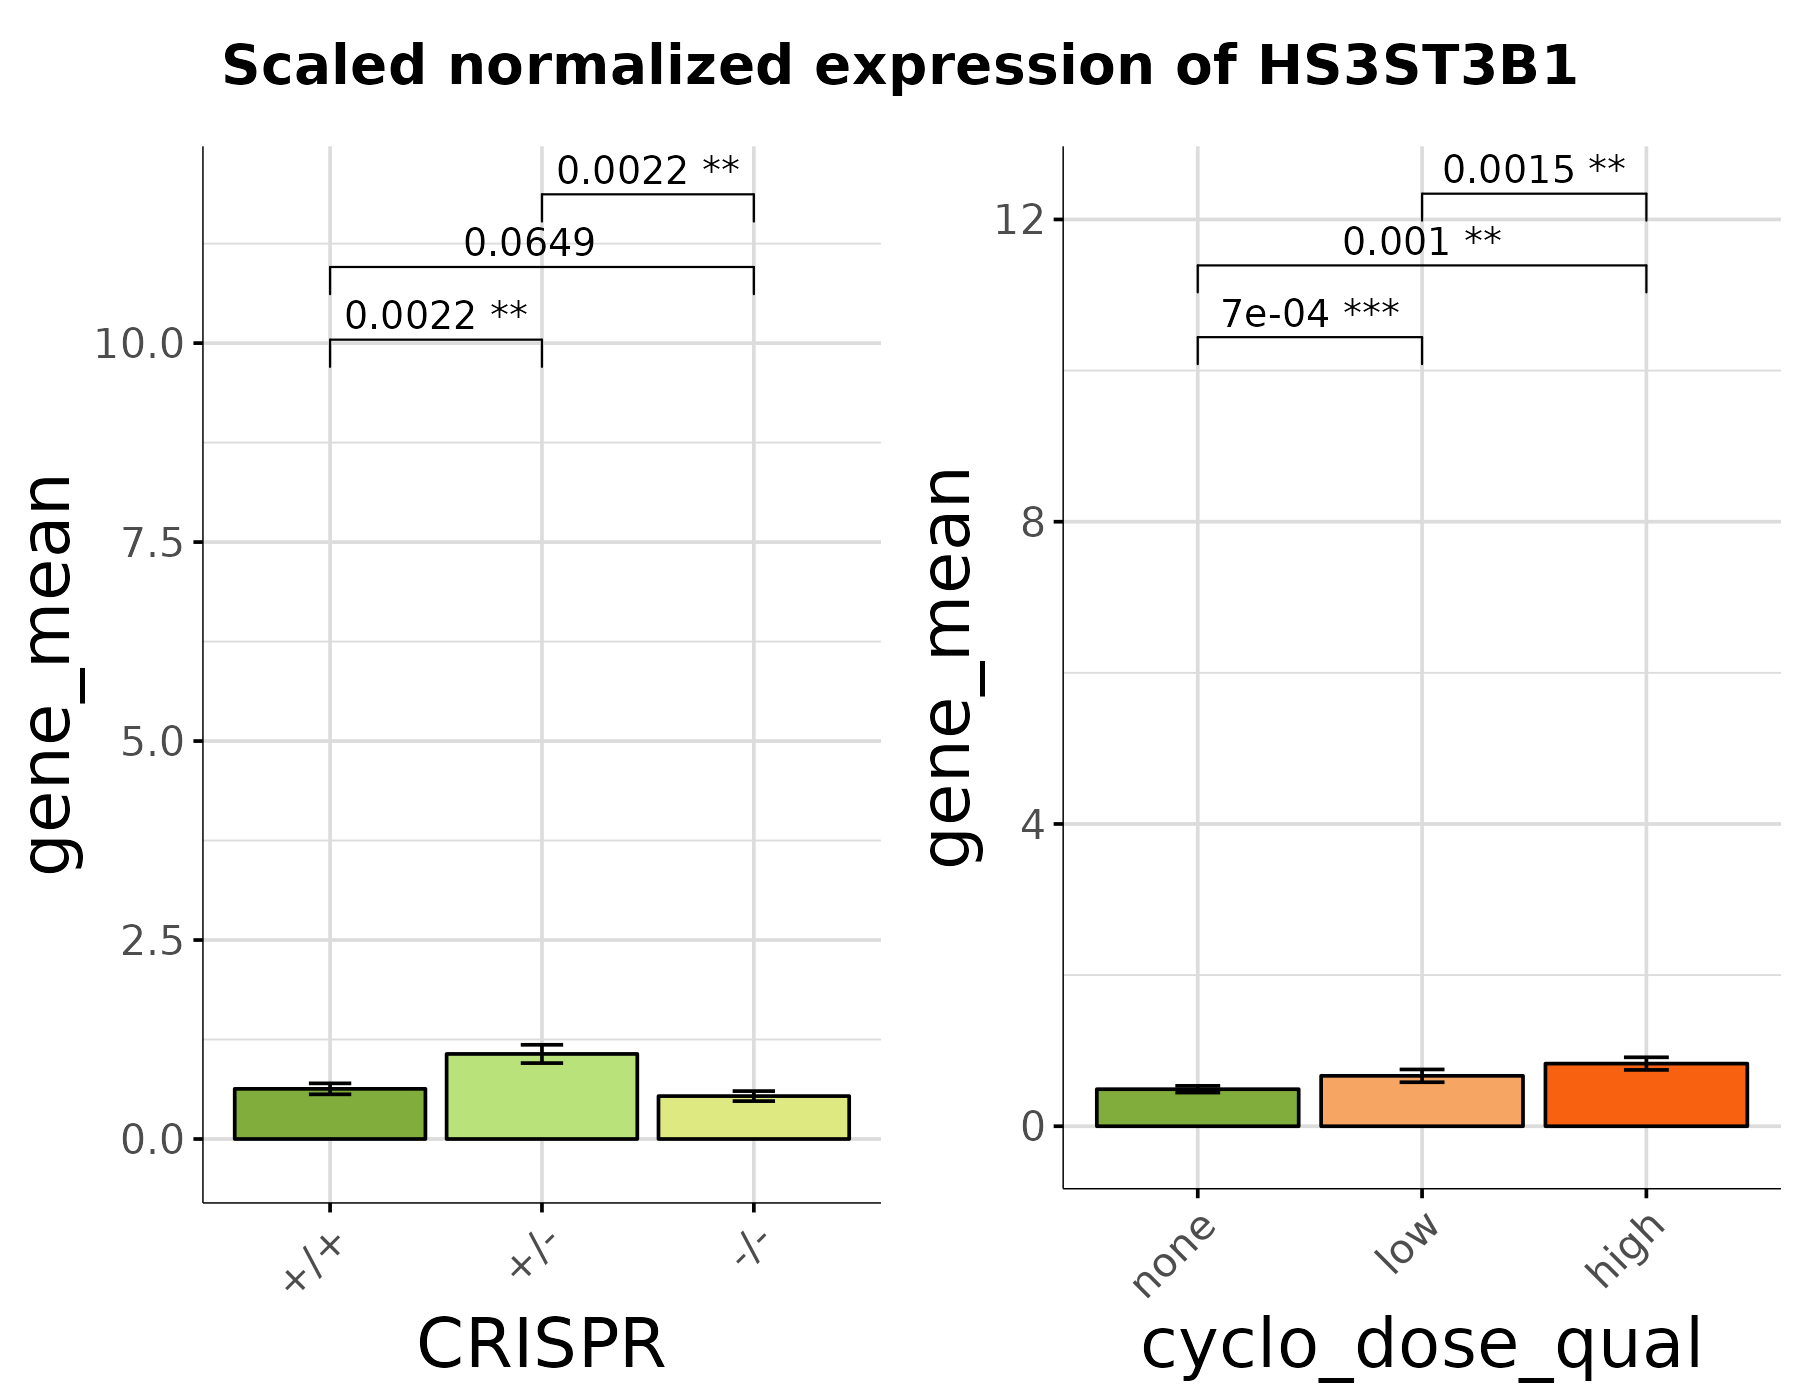 Scaled normalized expression of HS3ST3B1
gene_mean
10.0
7.5
5.0
2.5
0.0
0.0022 **
0.0649
0.0022 **
+/+
+/-
-/-
CRISPR
gene_mean
12
8
4
0
0.0015 **
0.001 **
7e-04 ***
none
low
high
cyclo_dose_qual